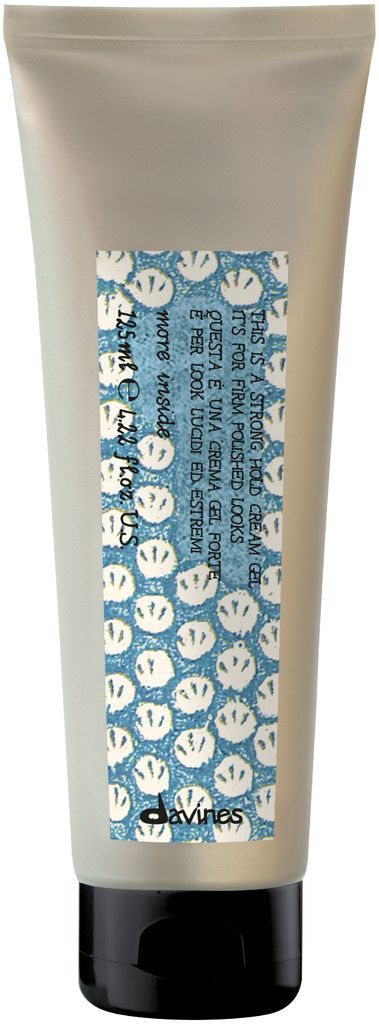 THIS IS A STRONG HOLD CREAM GEL
IT'S FOR FIRM POLISHED LOOKS
QUESTA È UNA CREMA GEL FORTE
È PER LOOK LUCIDI ED ESTREMI
more inside
125 ml ℮ 4,22 fl.oz. U.S.
davines